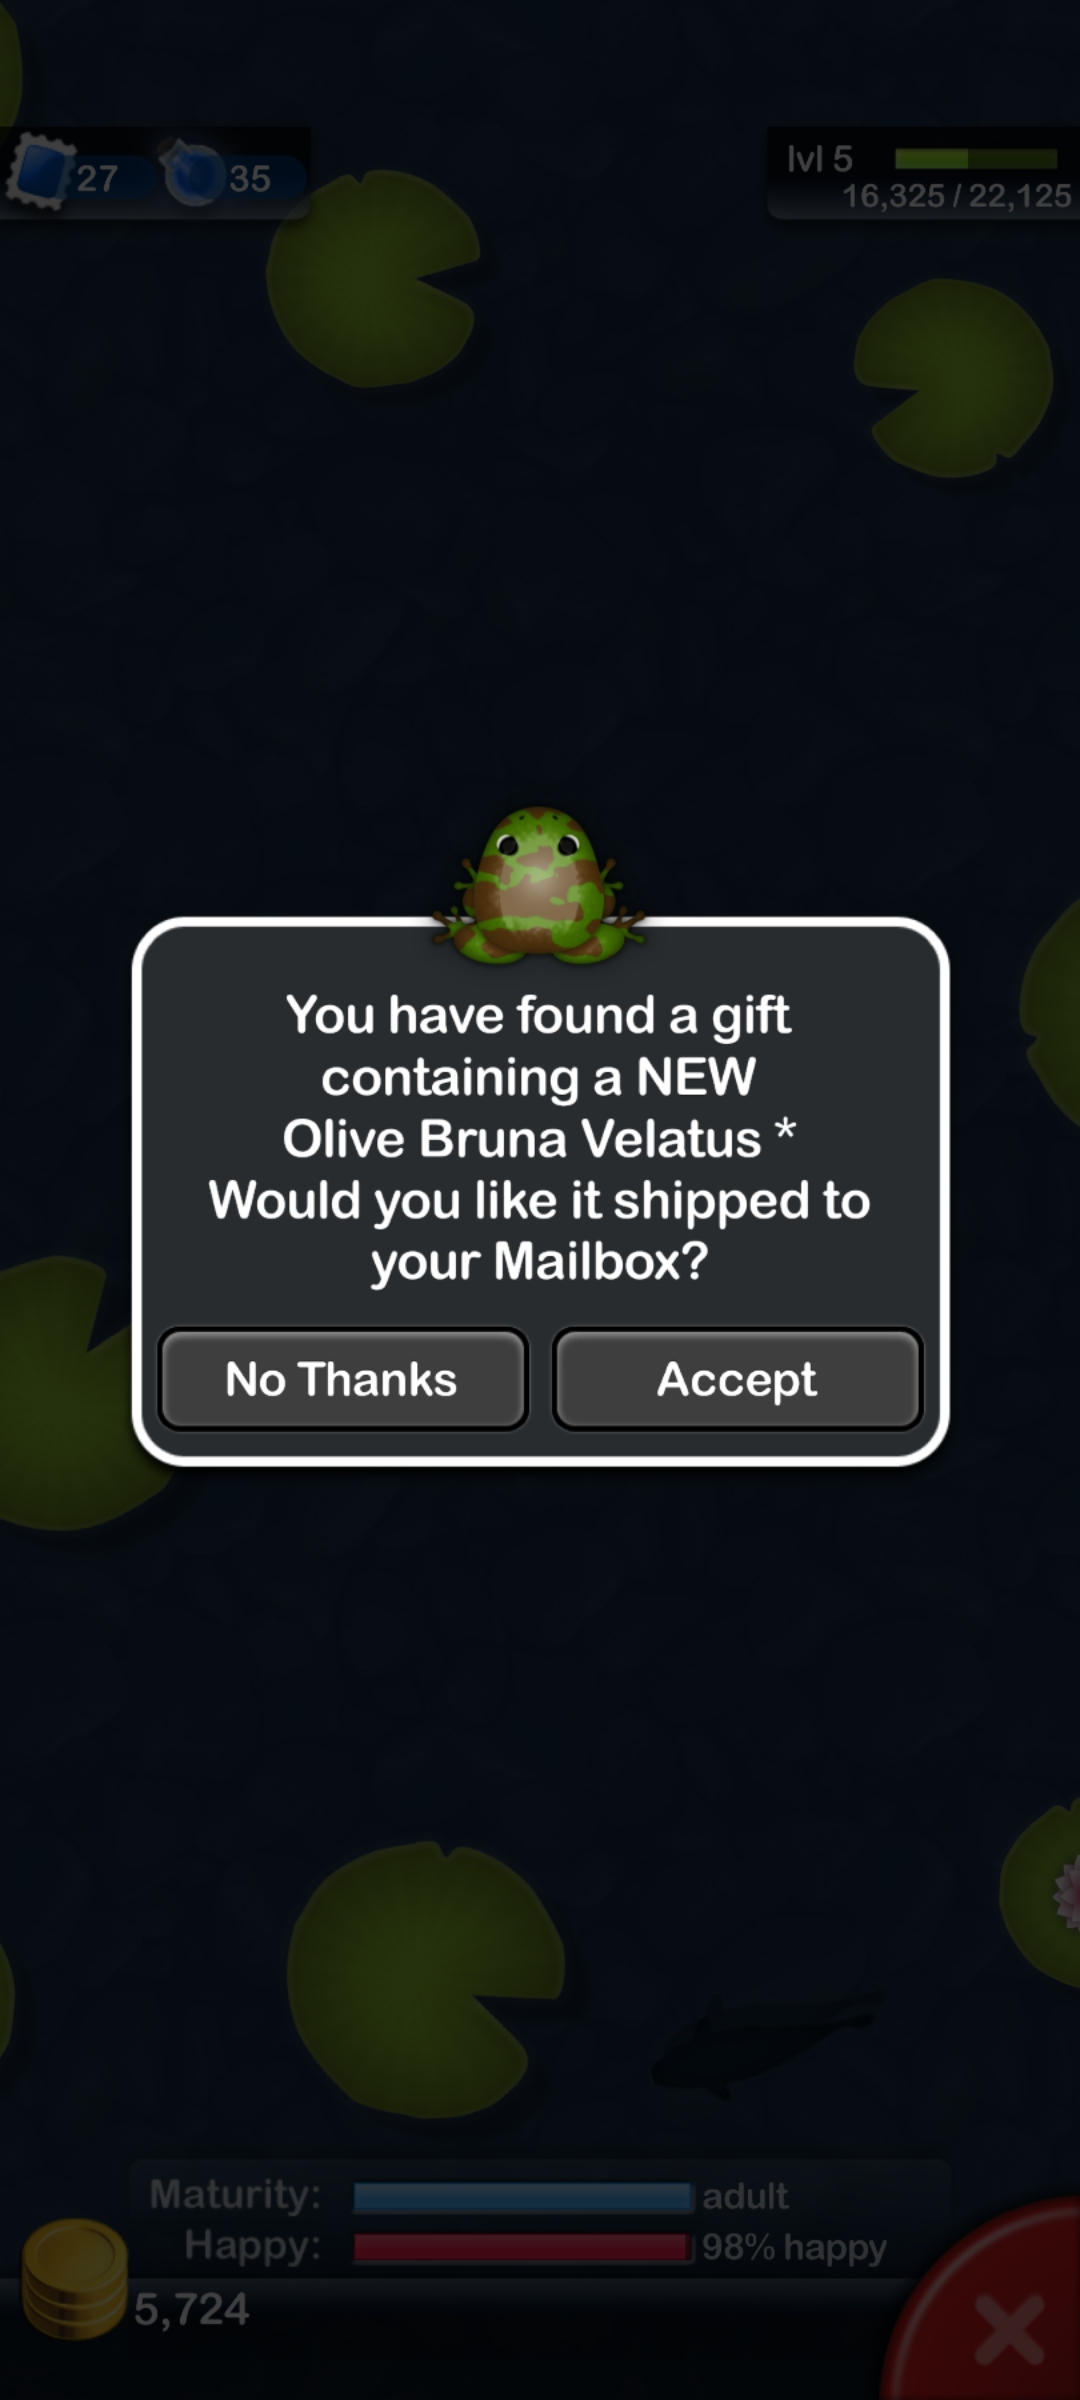 27
35
lvl 5
16,325 / 22,125
You have found a gift
containing a NEW
Olive Bruna Velatus *
Would you like it shipped to
your Mailbox?
No Thanks
Accept
Maturity:
adult
Happy:
98% happy
5,724